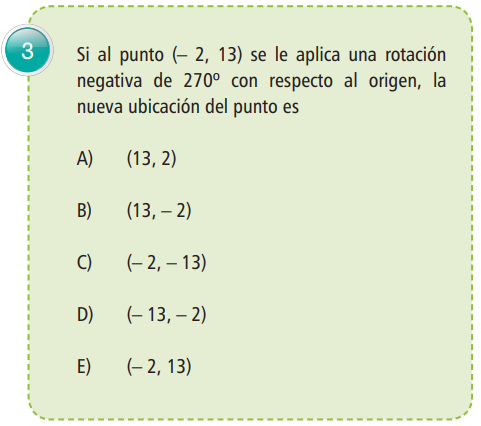 3
Si al punto (– 2, 13) se le aplica una rotación
negativa de 270º con respecto al origen, la
nueva ubicación del punto es
A) (13, 2)
B) (13, – 2)
C) (– 2, – 13)
D) (– 13, – 2)
E) (– 2, 13)